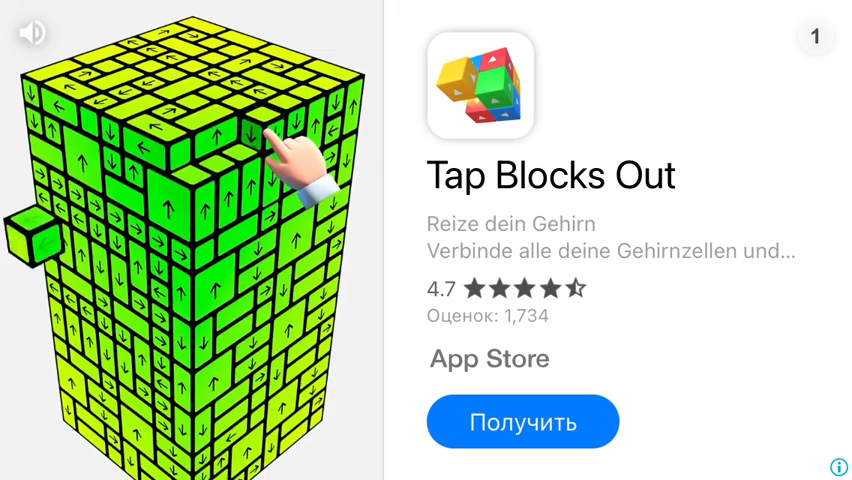 1
Tap Blocks Out
Reize dein Gehirn
Verbinde alle deine Gehirnzellen und...
4.7
Оценок: 1,734
App Store
Получить